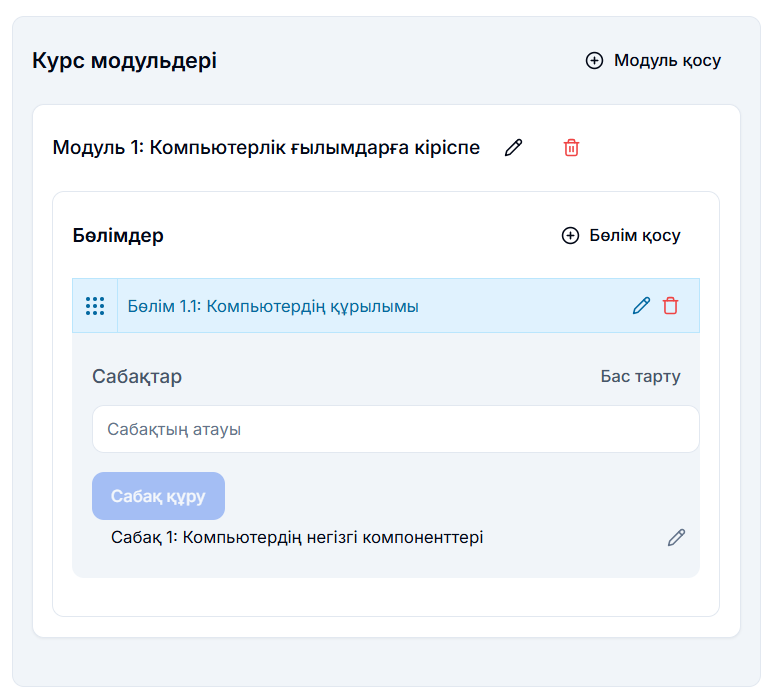 Курс модульдері
Модуль қосу
Модуль 1: Компьютерлік ғылымдарға кіріспе
Бөлімдер
Бөлім қосу
Бөлім 1.1: Компьютердің құрылымы
Сабақтар
Бас тарту
Сабақтың атауы
Сабақ құру
Сабақ 1: Компьютердің негізгі компоненттері